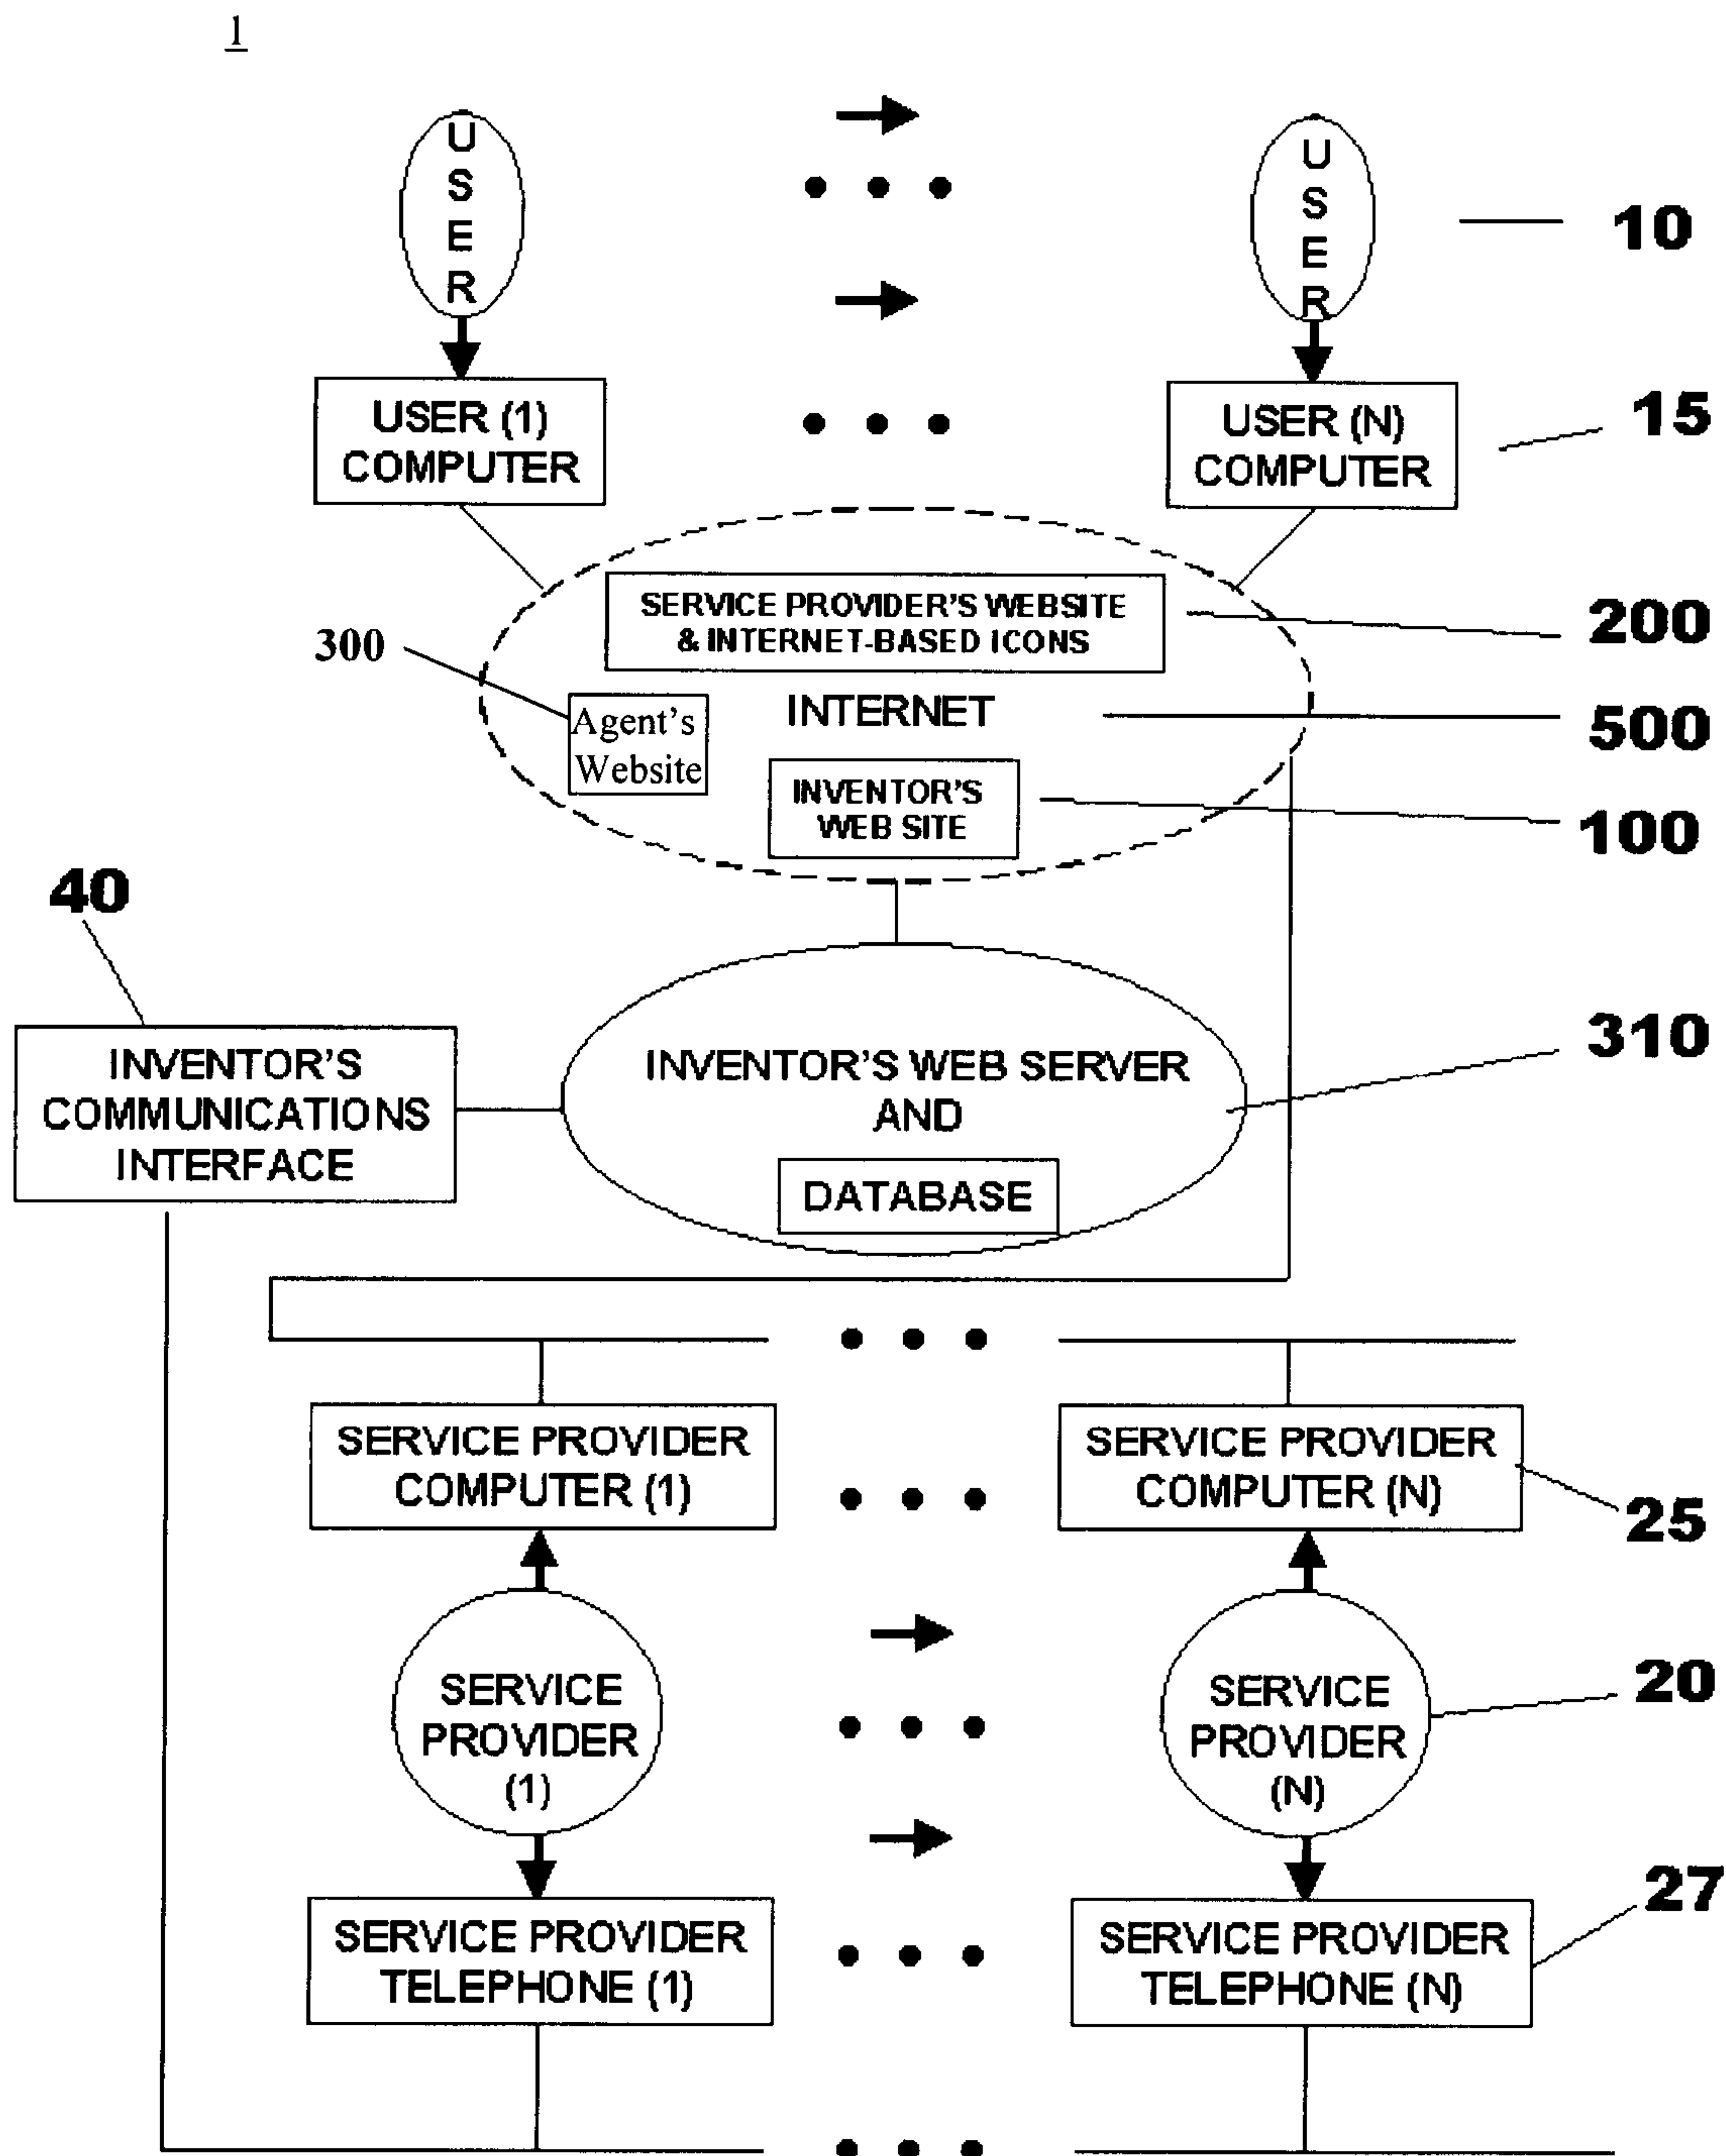 1
USER
USER
10
USER (1)
COMPUTER
USER (N)
COMPUTER
15
SERVICE PROVIDER'S WEBSITE
& INTERNET-BASED ICONS
200
300
Agent's
Website
INTERNET
500
INVENTOR'S
WEB SITE
100
40
INVENTOR'S
COMMUNICATIONS
INTERFACE
INVENTOR'S WEB SERVER
AND
DATABASE
310
SERVICE PROVIDER
COMPUTER (1)
SERVICE PROVIDER
COMPUTER (N)
25
SERVICE
PROVIDER
(1)
SERVICE
PROVIDER
(N)
20
SERVICE PROVIDER
TELEPHONE (1)
SERVICE PROVIDER
TELEPHONE (N)
27